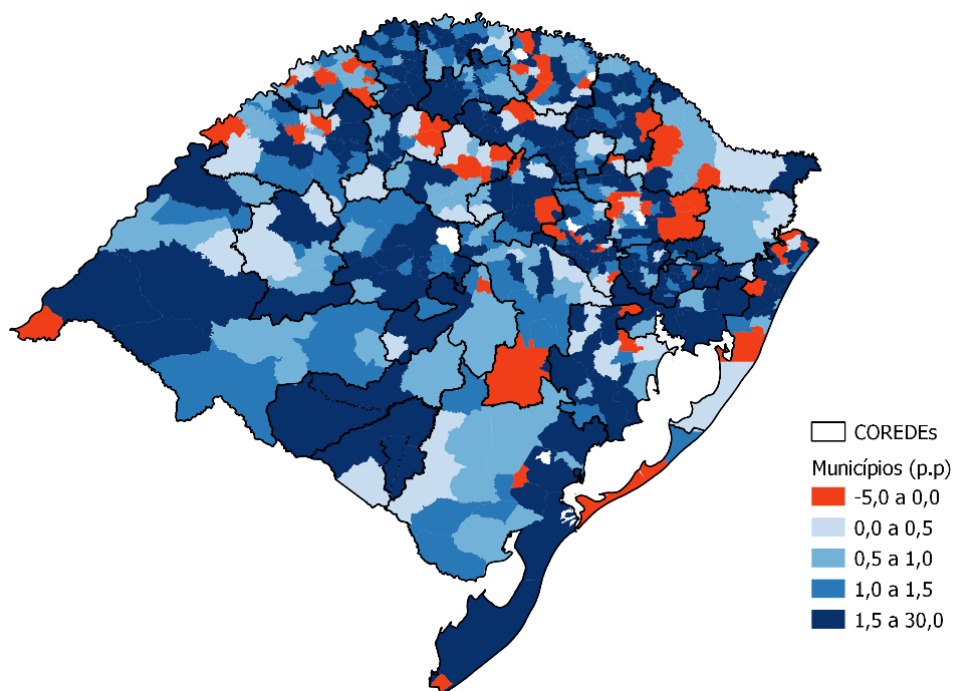 COREDEs
Municípios (p.p)
-5,0 a 0,0
0,0 a 0,5
0,5 a 1,0
1,0 a 1,5
1,5 a 30,0